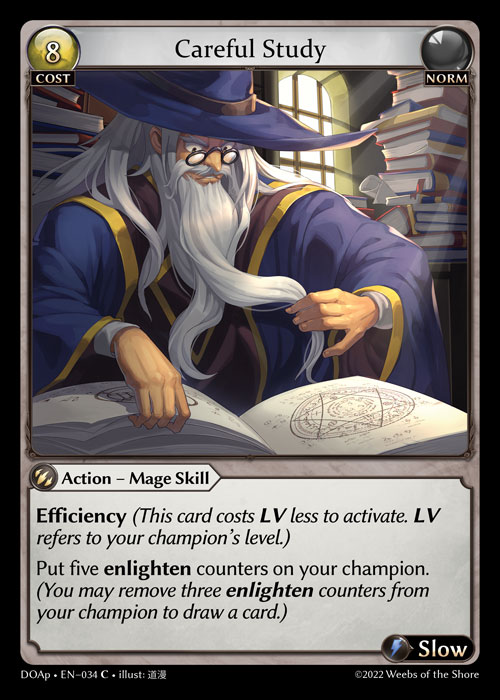 8
Careful Study
COST
NORM
Action – Mage Skill
Efficiency (This card costs LV less to activate. LV
refers to your champion's level.)
Put five enlighten counters on your champion.
(You may remove three enlighten counters from
your champion to draw a card.)
Slow
DOAp • EN–034 C • illust: 道漫
©2022 Weebs of the Shore